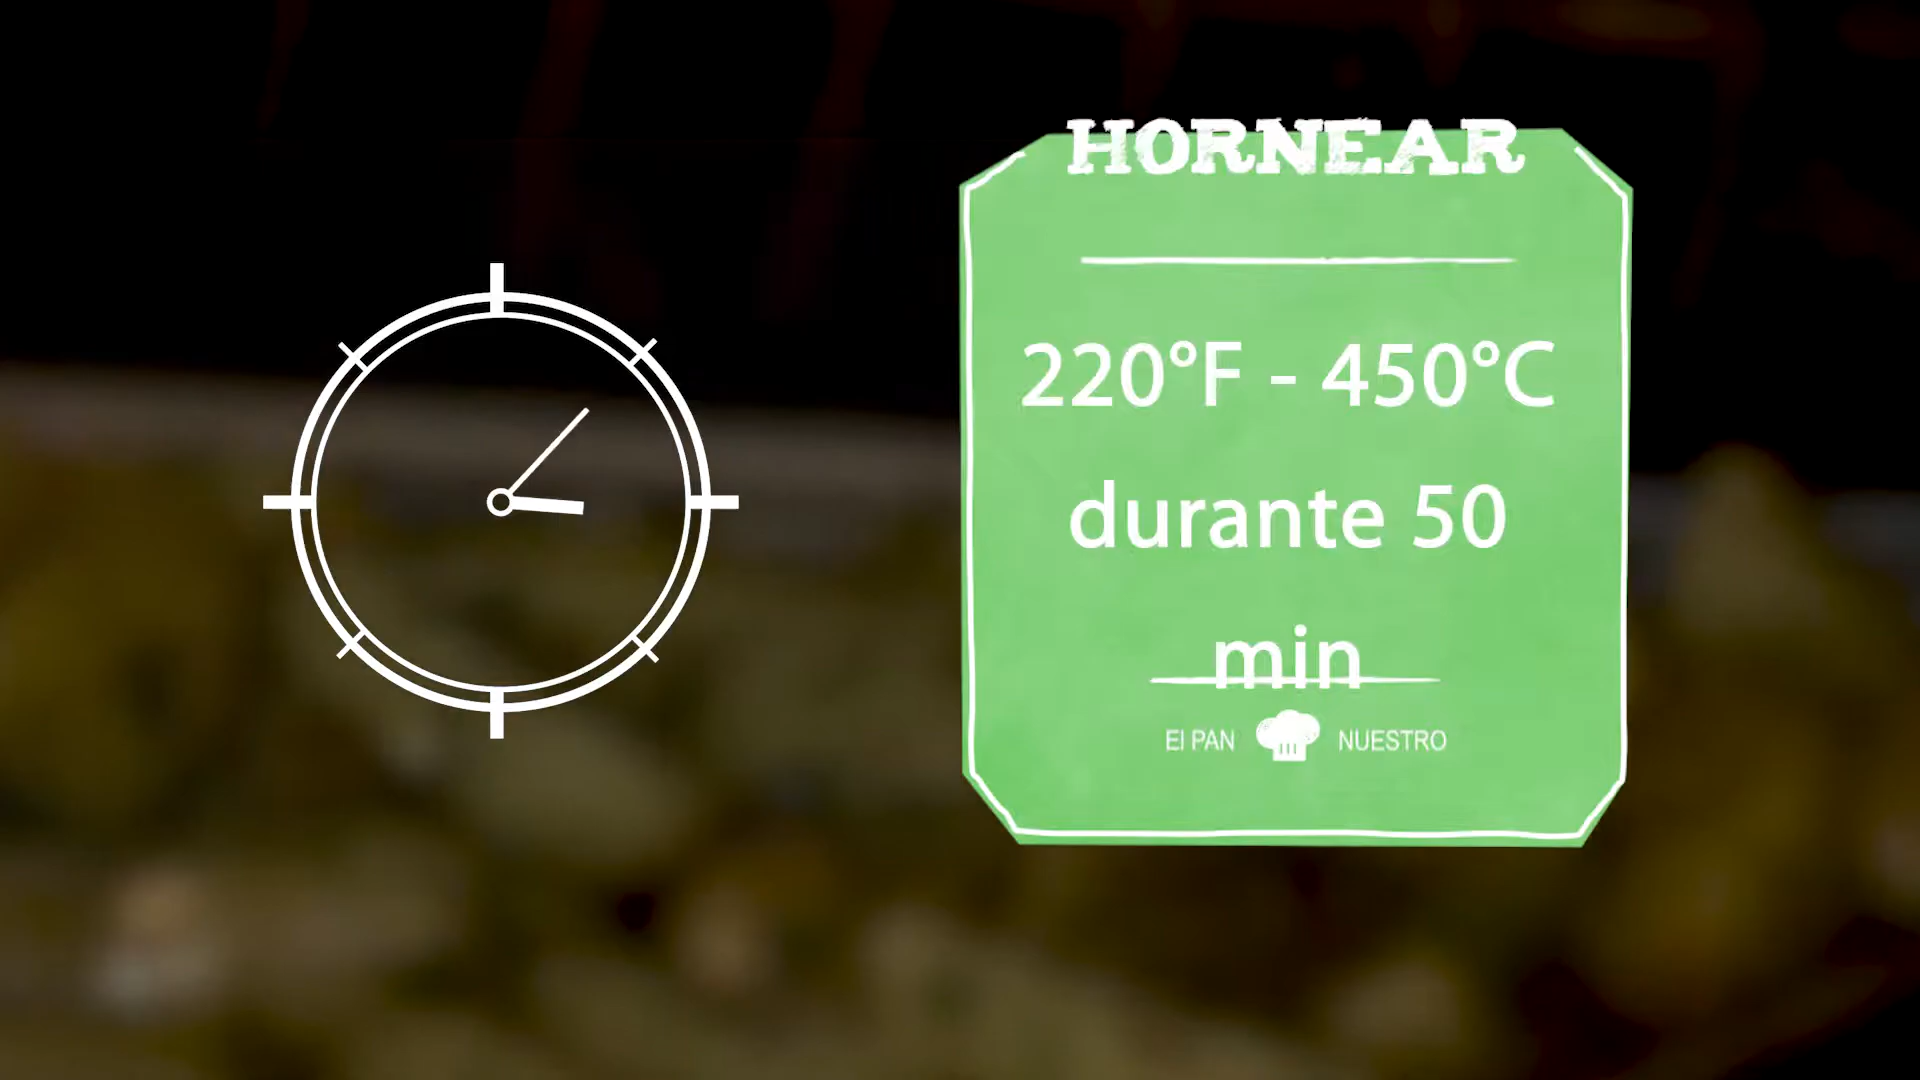 HORNEAR
220°F - 450°C
durante 50
min
El PAN NUESTRO